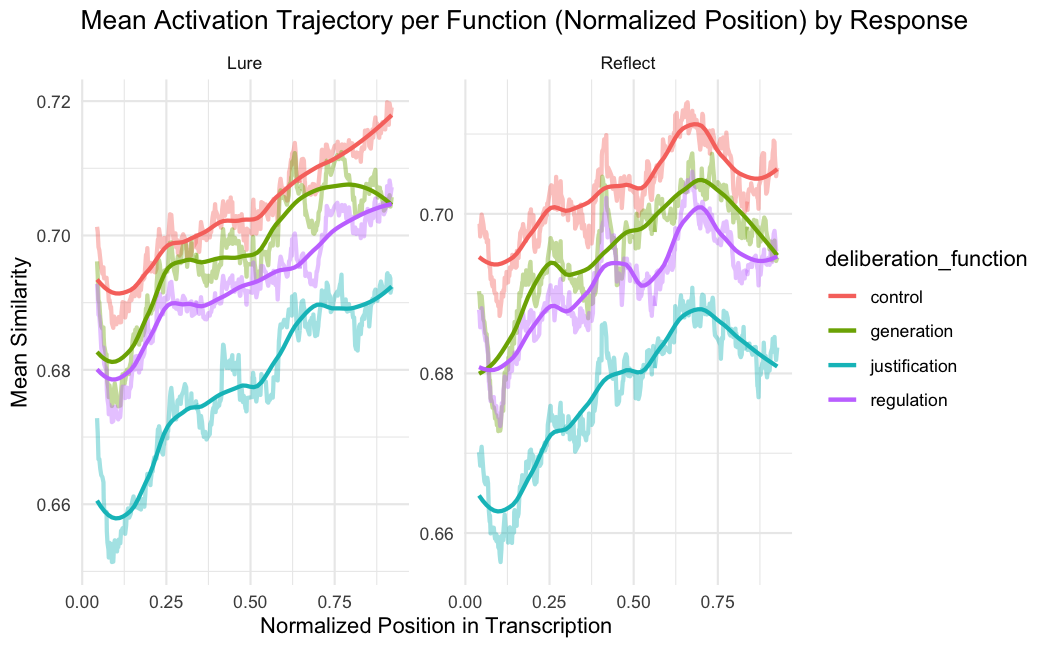 Mean Activation Trajectory per Function (Normalized Position) by Response
Lure
Reflect
0.72
0.70
0.68
0.66
0.70
0.68
0.66
Mean Similarity
0.00 0.25 0.50 0.75
0.00 0.25 0.50 0.75
Normalized Position in Transcription
deliberation_function
control
generation
justification
regulation